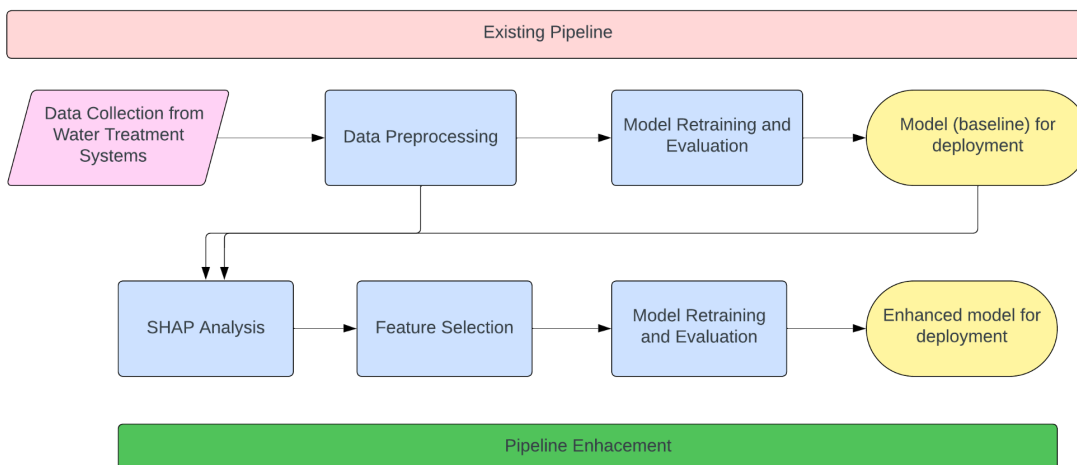 Existing Pipeline
Data Collection from
Water Treatment
Systems
Data Preprocessing
Model Retraining and
Evaluation
Model (baseline) for
deployment
SHAP Analysis
Feature Selection
Model Retraining
and Evaluation
Enhanced model for
deployment
Pipeline Enhacement